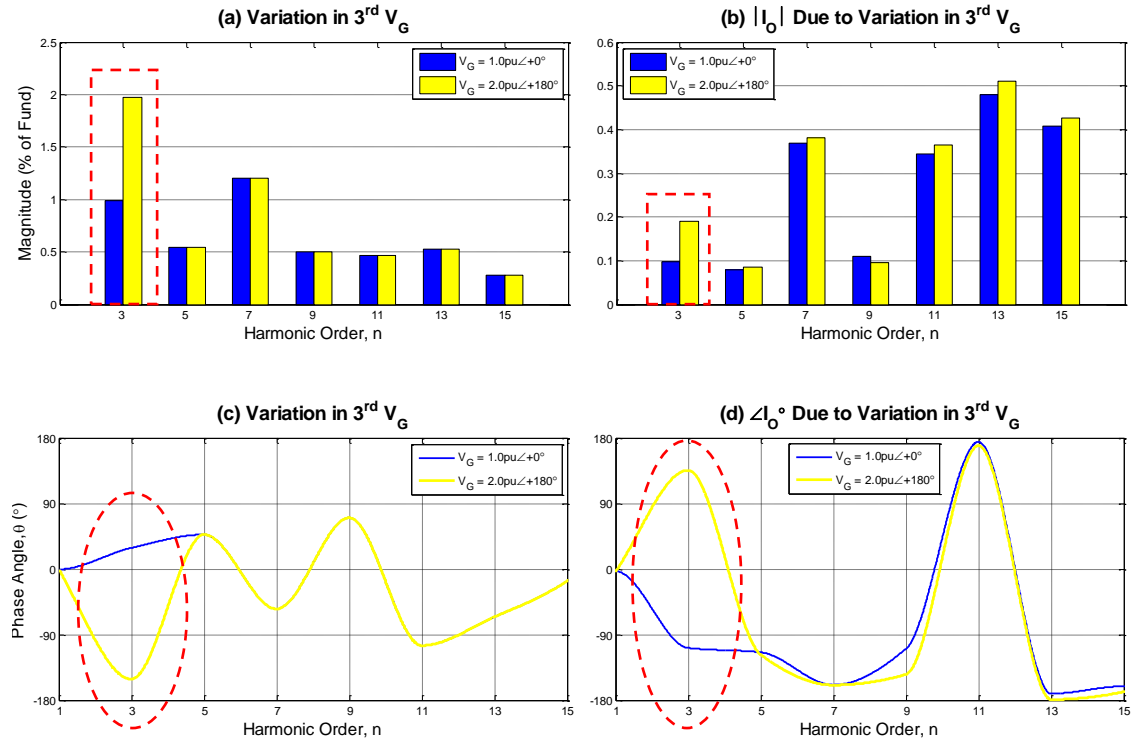 (a) Variation in 3rd VG
2.5
2
1.5
1
0.5
0
Magnitude (% of Fund)
VG = 1.0pu∠+0°
VG = 2.0pu∠+180°
3 5 7 9 11 13 15
Harmonic Order, n
(b) |IO| Due to Variation in 3rd VG
0.6
0.5
0.4
0.3
0.2
0.1
0
VG = 1.0pu∠+0°
VG = 2.0pu∠+180°
3 5 7 9 11 13 15
Harmonic Order, n
(c) Variation in 3rd VG
180
90
0
-90
-180
Phase Angle, θ (°)
VG = 1.0pu∠+0°
VG = 2.0pu∠+180°
1 3 5 7 9 11 13 15
Harmonic Order, n
(d) ∠IO° Due to Variation in 3rd VG
180
90
0
-90
-180
VG = 1.0pu∠+0°
VG = 2.0pu∠+180°
1 3 5 7 9 11 13 15
Harmonic Order, n